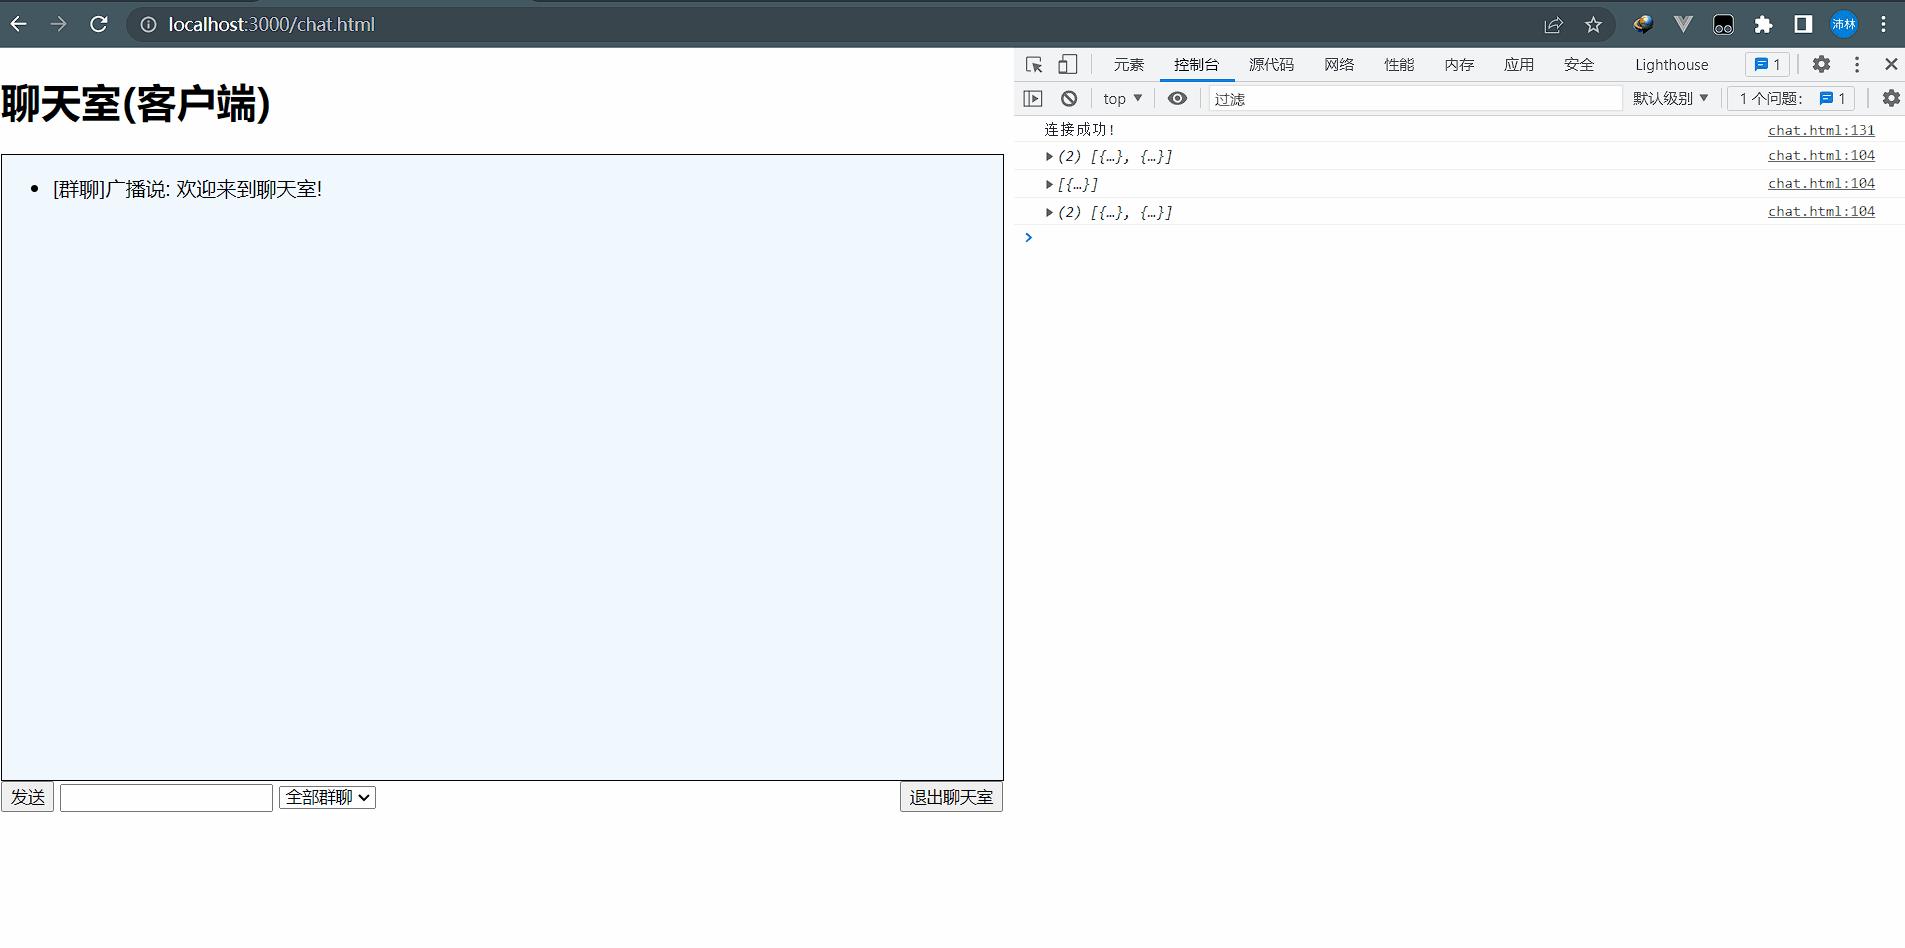 localhost:3000/chat.html
沛林
聊天室(客户端)
[群聊]广播说: 欢迎来到聊天室!
发送
全部群聊
退出聊天室
元素 控制台 源代码 网络 性能 内存 应用 安全 Lighthouse 1
top 过滤 默认级别 1 个问题: 1
连接成功! chat.html:131
(2) [{…}, {…}] chat.html:104
[{…}] chat.html:104
(2) [{…}, {…}] chat.html:104